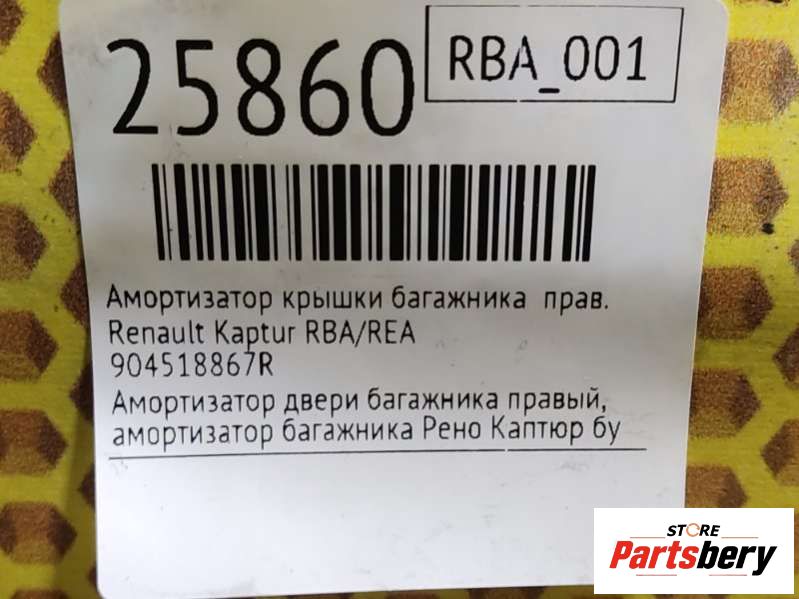 25860
RBA_001
Амортизатор крышки багажника прав.
Renault Kaptur RBA/REA
904518867R
Амортизатор двери багажника правый,
амортизатор багажника Рено Каптюр бу
STORE
Partsbery